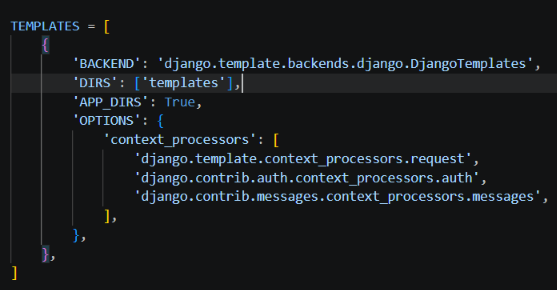 TEMPLATES = [
    {
        'BACKEND': 'django.template.backends.django.DjangoTemplates',
        'DIRS': ['templates'],
        'APP_DIRS': True,
        'OPTIONS': {
            'context_processors': [
                'django.template.context_processors.request',
                'django.contrib.auth.context_processors.auth',
                'django.contrib.messages.context_processors.messages',
            ],
        },
    },
]